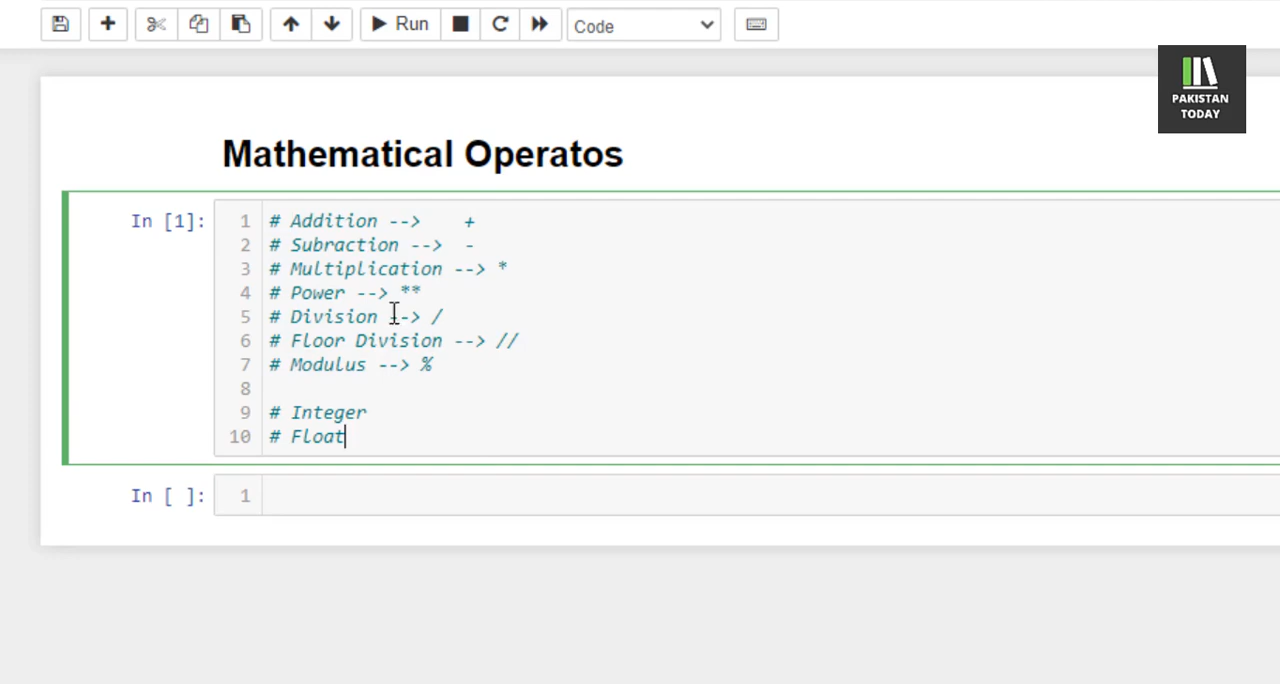 Run
Code
PAKISTAN
TODAY
Mathematical Operatos
In [1]:
1 # Addition --> +
2 # Subraction --> -
3 # Multiplication --> *
4 # Power --> **
5 # Division --> /
6 # Floor Division --> //
7 # Modulus --> %
8
9 # Integer
10 # Float
In [ ]:
1